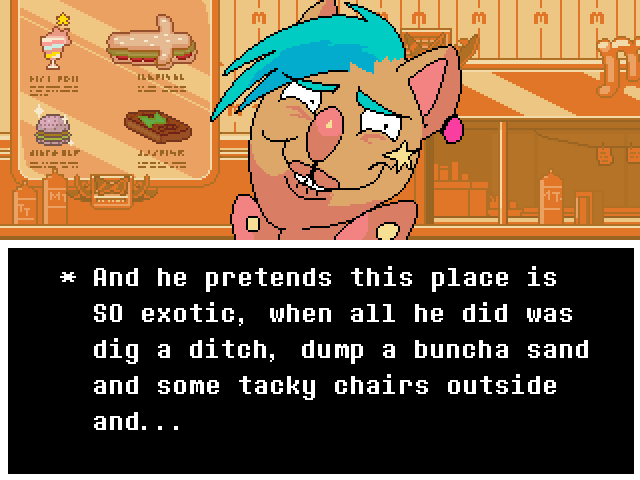 * And he pretends this place is
SO exotic, when all he did was
dig a ditch, dump a buncha sand
and some tacky chairs outside
and...